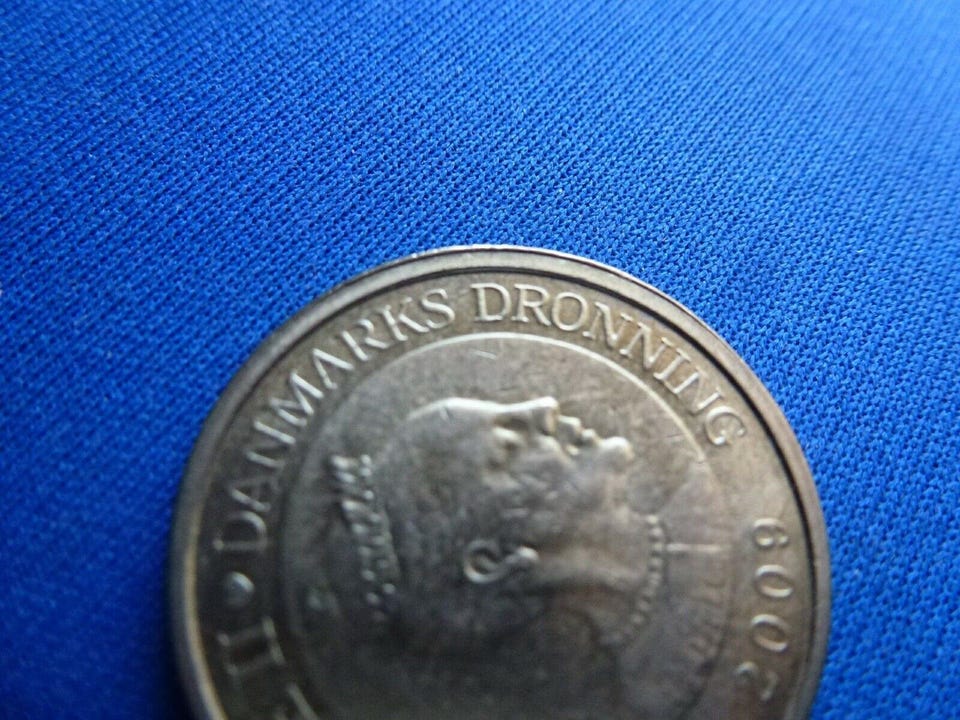 II • DANMARKS DRONNING
2009